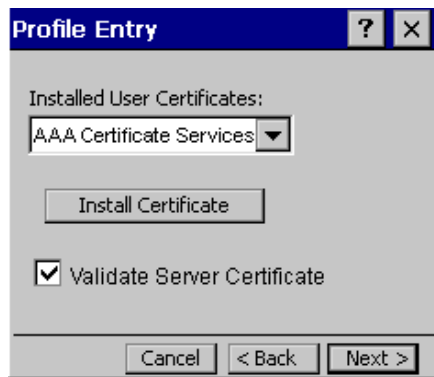 Profile Entry ? ×
Installed User Certificates:
AAA Certificate Services
Install Certificate
Validate Server Certificate
Cancel < Back Next >